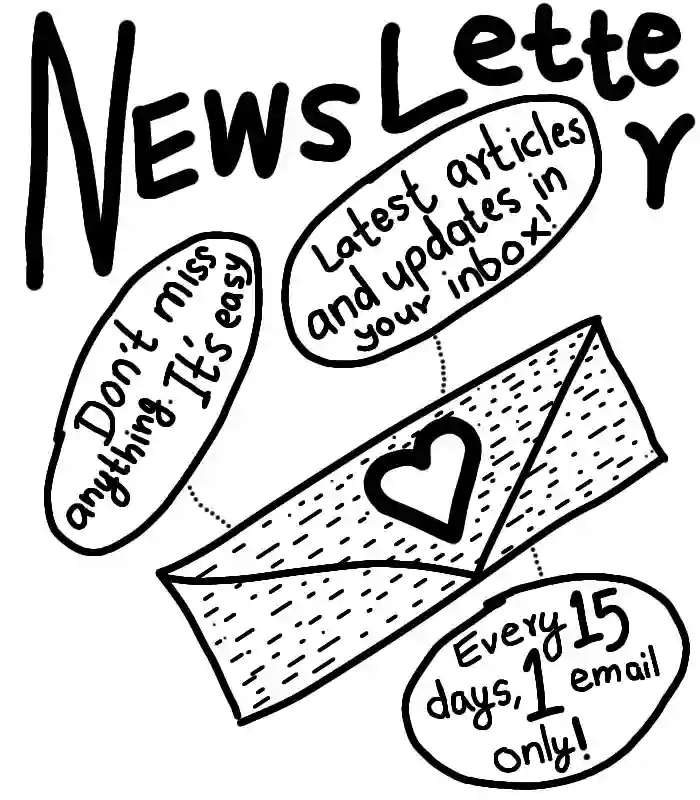 NEWSLetter
Latest articles
and updates in
your inbox!
Don't miss
anything. It's easy
Every 15
days, 1 email
only!